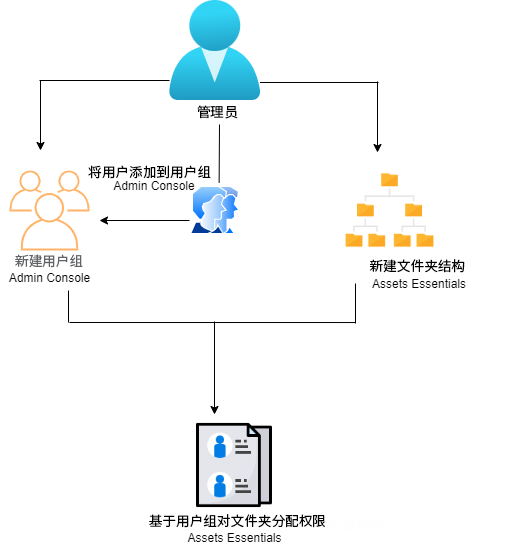 管理员
将用户添加到用户组
Admin Console
新建用户组
Admin Console
新建文件夹结构
Assets Essentials
基于用户组对文件夹分配权限
Assets Essentials